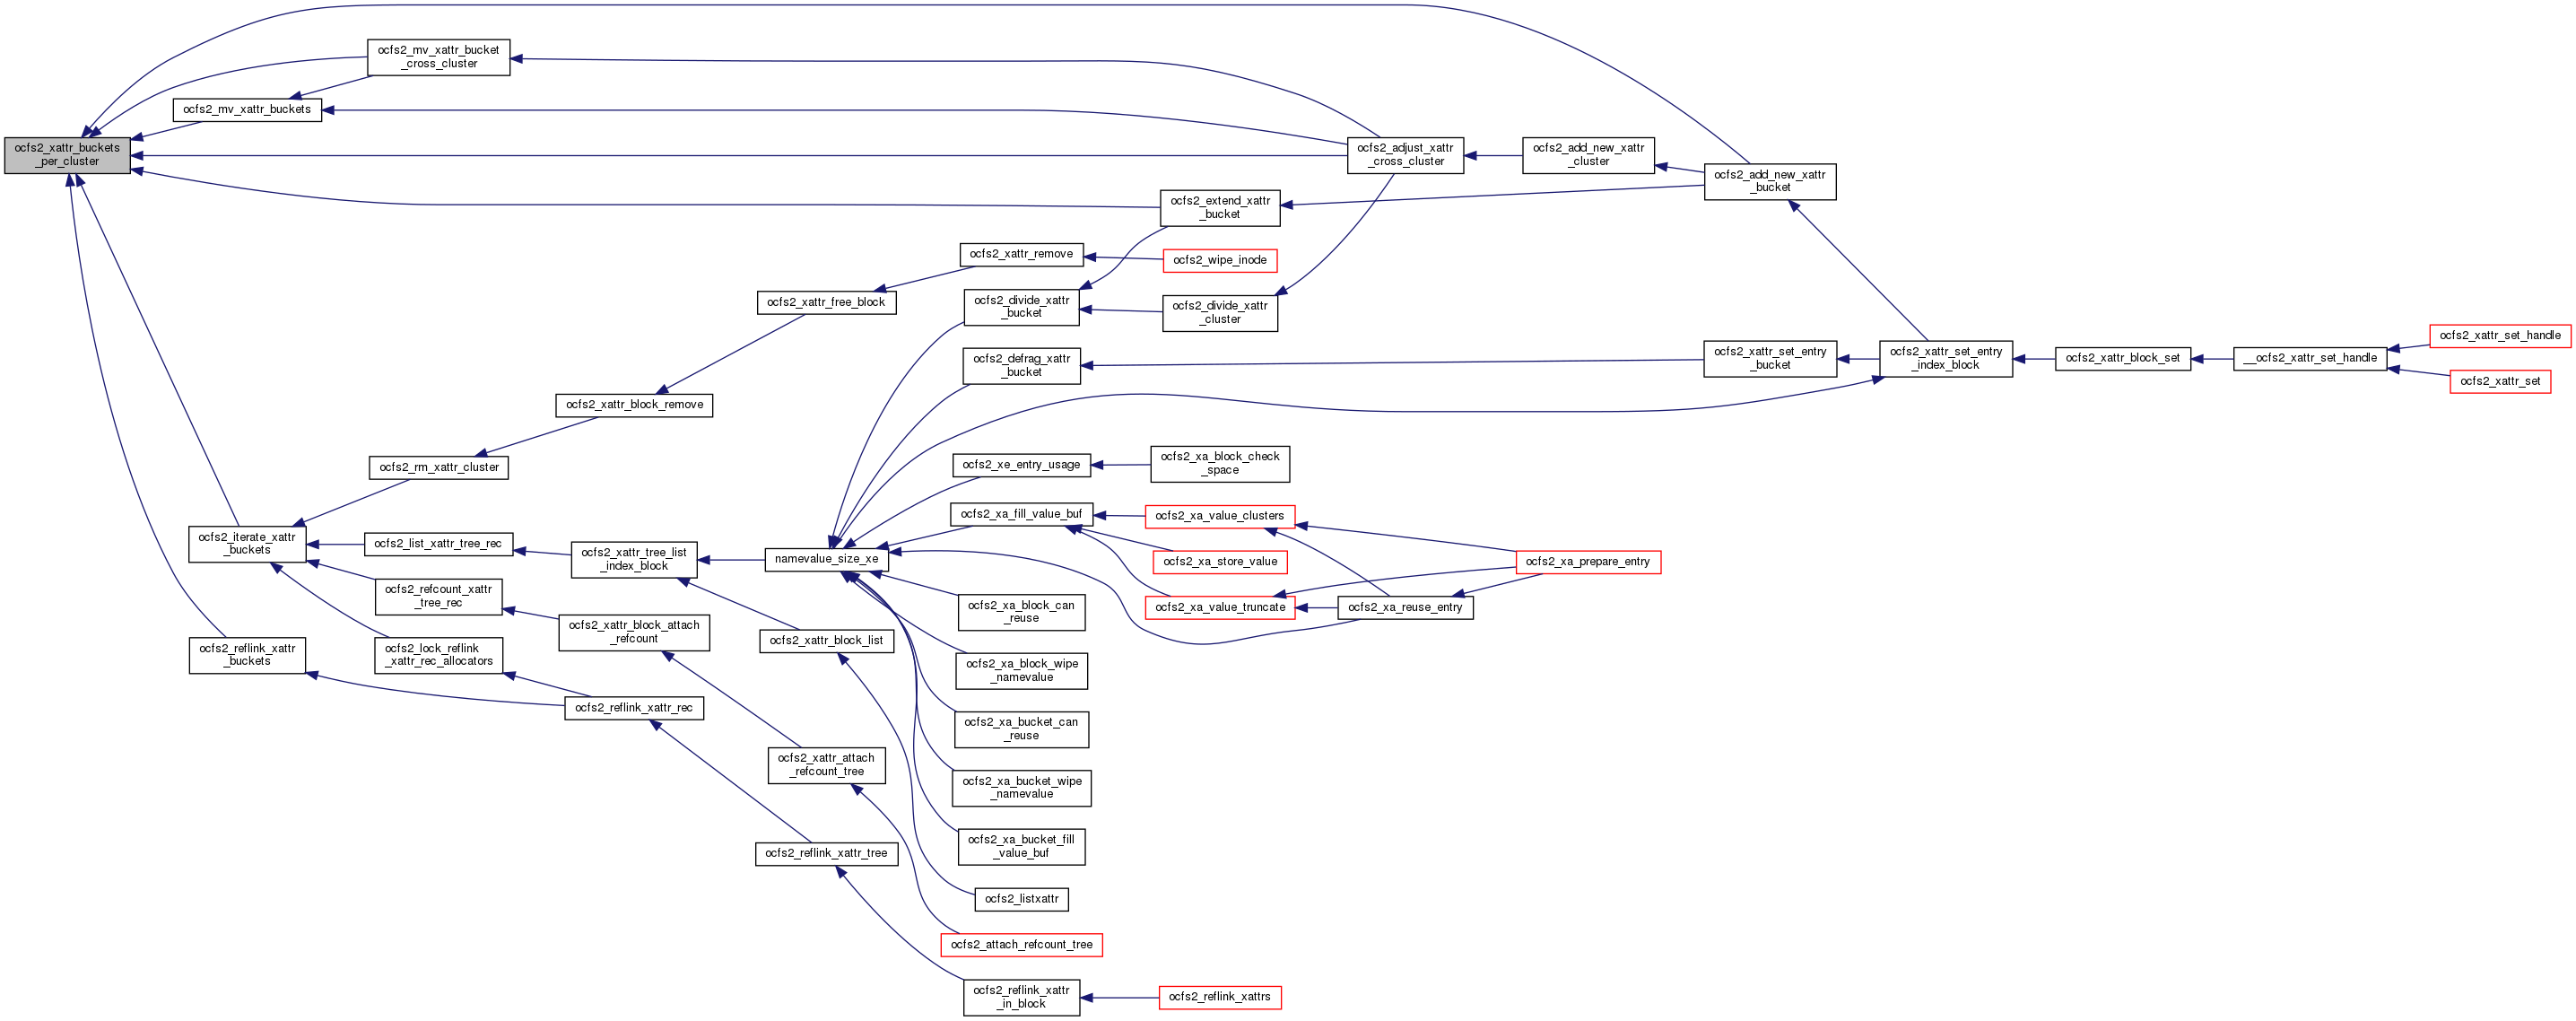 ocfs2_xattr_buckets
_per_cluster
ocfs2_mv_xattr_bucket
_cross_cluster
ocfs2_mv_xattr_buckets
ocfs2_adjust_xattr
_cross_cluster
ocfs2_add_new_xattr
_cluster
ocfs2_add_new_xattr
_bucket
ocfs2_extend_xattr
_bucket
ocfs2_xattr_remove
ocfs2_wipe_inode
ocfs2_xattr_free_block
ocfs2_divide_xattr
_bucket
ocfs2_divide_xattr
_cluster
ocfs2_defrag_xattr
_bucket
ocfs2_xattr_set_entry
_bucket
ocfs2_xattr_set_entry
_index_block
ocfs2_xattr_block_set
__ocfs2_xattr_set_handle
ocfs2_xattr_set_handle
ocfs2_xattr_set
ocfs2_xattr_block_remove
ocfs2_rm_xattr_cluster
ocfs2_xe_entry_usage
ocfs2_xa_block_check
_space
ocfs2_iterate_xattr
_buckets
ocfs2_list_xattr_tree_rec
ocfs2_xattr_tree_list
_index_block
namevalue_size_xe
ocfs2_xa_fill_value_buf
ocfs2_xa_value_clusters
ocfs2_xa_store_value
ocfs2_xa_prepare_entry
ocfs2_xa_value_truncate
ocfs2_xa_reuse_entry
ocfs2_refcount_xattr
_tree_rec
ocfs2_xattr_block_attach
_refcount
ocfs2_xa_block_can
_reuse
ocfs2_xattr_block_list
ocfs2_reflink_xattr
_buckets
ocfs2_lock_reflink
_xattr_rec_allocators
ocfs2_xa_block_wipe
_namevalue
ocfs2_reflink_xattr_rec
ocfs2_xa_bucket_can
_reuse
ocfs2_xattr_attach
_refcount_tree
ocfs2_xa_bucket_wipe
_namevalue
ocfs2_reflink_xattr_tree
ocfs2_xa_bucket_fill
_value_buf
ocfs2_listxattr
ocfs2_attach_refcount_tree
ocfs2_reflink_xattr
_in_block
ocfs2_reflink_xattrs